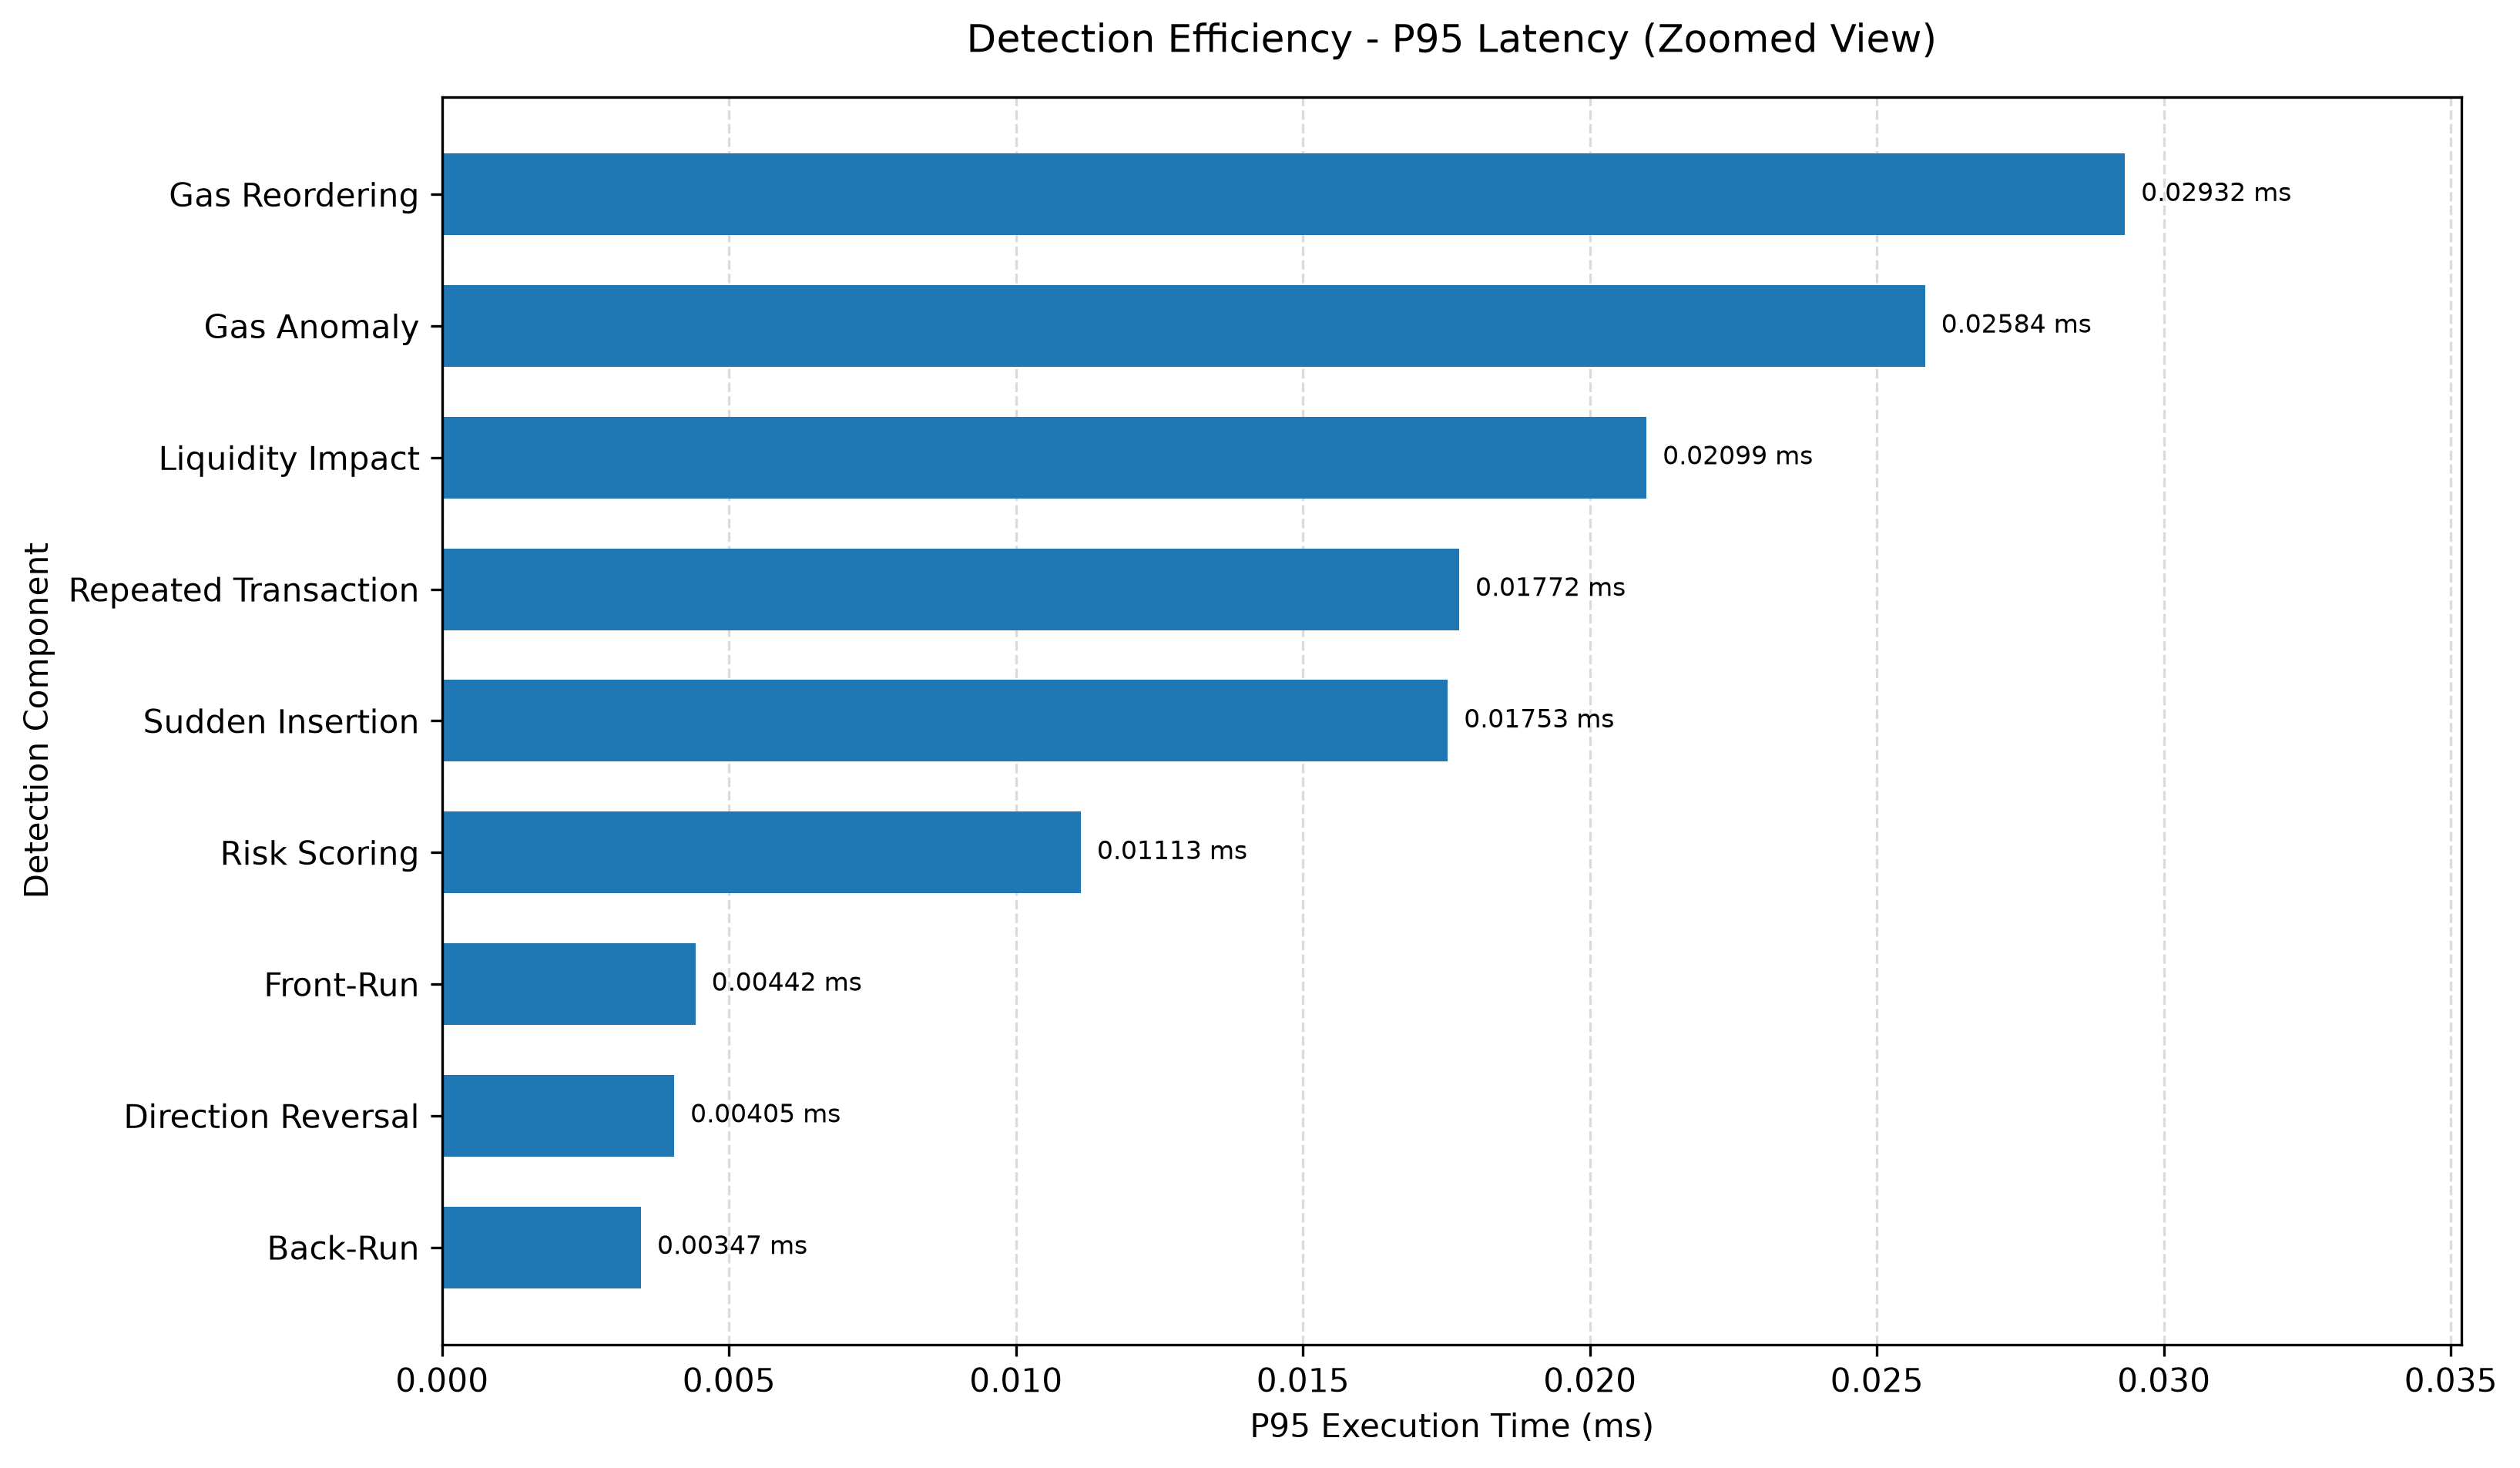 Detection Efficiency - P95 Latency (Zoomed View)
Detection Component
Gas Reordering
0.02932 ms
Gas Anomaly
0.02584 ms
Liquidity Impact
0.02099 ms
Repeated Transaction
0.01772 ms
Sudden Insertion
0.01753 ms
Risk Scoring
0.01113 ms
Front-Run
0.00442 ms
Direction Reversal
0.00405 ms
Back-Run
0.00347 ms
0.000 0.005 0.010 0.015 0.020 0.025 0.030 0.035
P95 Execution Time (ms)